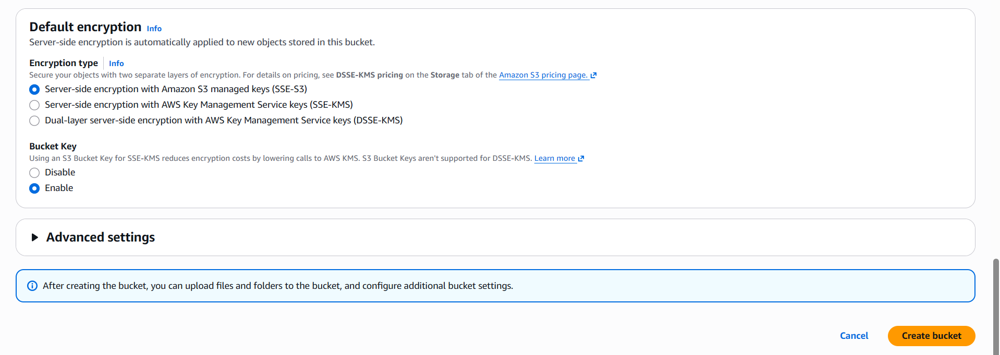 Default encryption Info
Server-side encryption is automatically applied to new objects stored in this bucket.
Encryption type Info
Secure your objects with two separate layers of encryption. For details on pricing, see DSSE-KMS pricing on the Storage tab of the Amazon S3 pricing page.
Server-side encryption with Amazon S3 managed keys (SSE-S3)
Server-side encryption with AWS Key Management Service keys (SSE-KMS)
Dual-layer server-side encryption with AWS Key Management Service keys (DSSE-KMS)
Bucket Key
Using an S3 Bucket Key for SSE-KMS reduces encryption costs by lowering calls to AWS KMS. S3 Bucket Keys aren't supported for DSSE-KMS. Learn more
Disable
Enable
Advanced settings
After creating the bucket, you can upload files and folders to the bucket, and configure additional bucket settings.
Cancel Create bucket